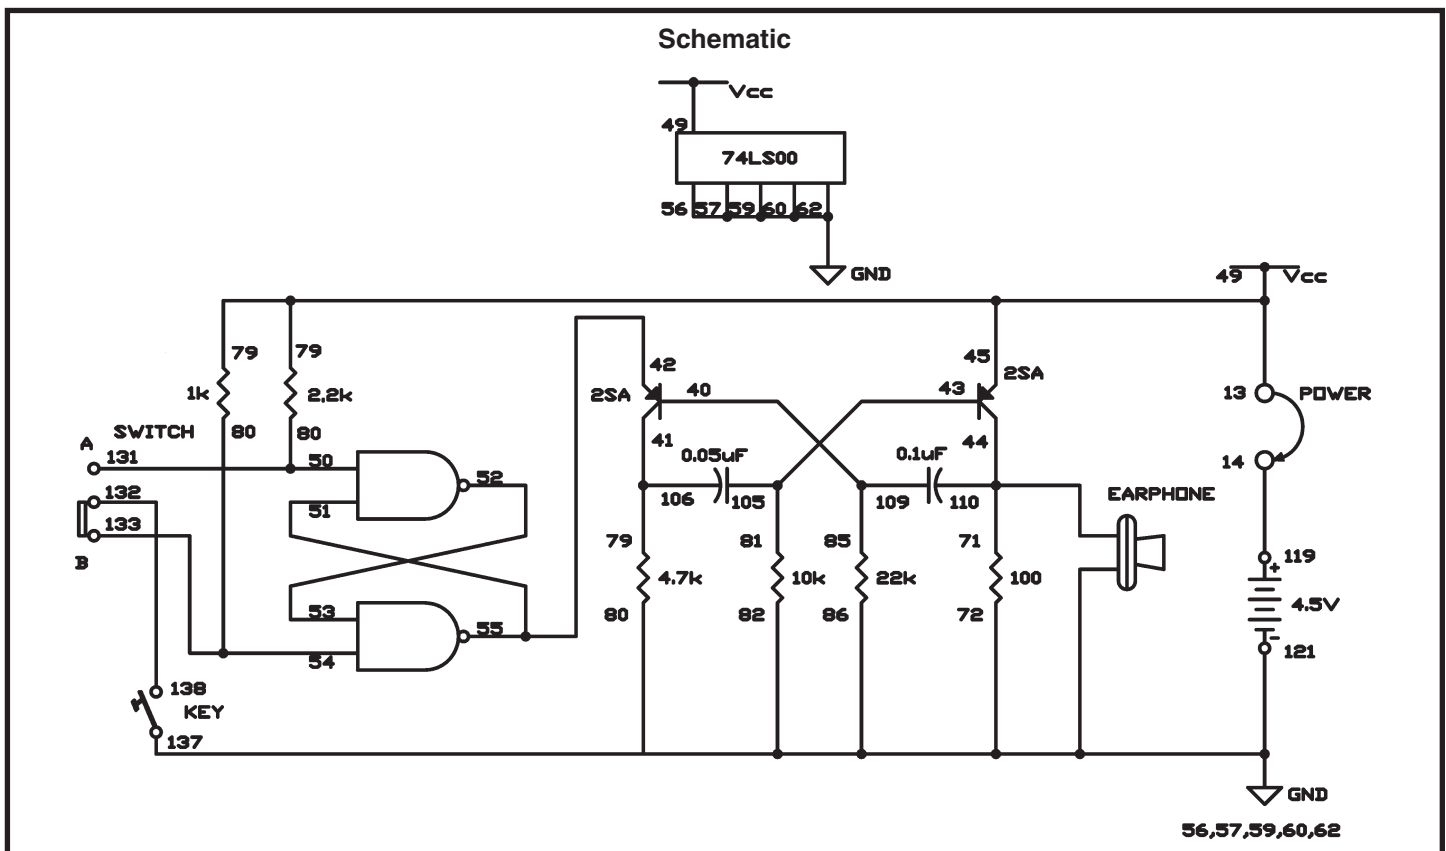 Schematic
Vcc
49
74LS00
56 57 59 60 62
GND
49 Vcc
79 79
1k 2,2k
80 80
42
2SA
40
41
45
2SA
43
44
13 POWER
14
A SWITCH
131
132
133
B
50
51
52
53
54
55
0.05uF
106 105
0.1uF
109 110
EARPHONE
79 81 85 71
4.7k 10k 22k 100
80 82 86 72
119
+
4.5V
-
121
138
KEY
137
GND
56,57,59,60,62